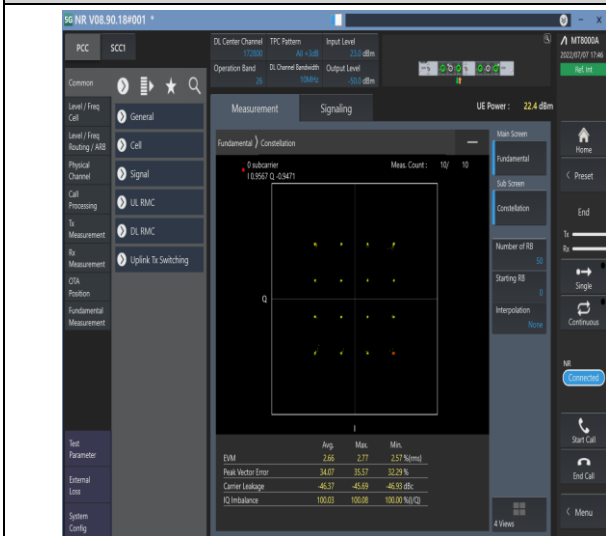 5G NR V08.90.18#001 *
PCC SCC1
DL Center Channel TPC Pattern Input Level
172800 All +3dB 23.0 dBm
Operation Band DL Channel Bandwidth Output Level
26 10MHz -50.0 dBm
MT8000A
2022/07/07 17:46
Ref. Int
Common
Level / Freq
Cell
Level / Freq
Routing / ARB
Physical
Channel
Call
Processing
Tx
Measurement
Rx
Measurement
OTA
Position
Fundamental
Measurement
Test
Parameter
External
Loss
System
Config
General
Cell
Signal
UL RMC
DL RMC
Uplink Tx Switching
Measurement Signaling UE Power : 22.4 dBm
Fundamental Constellation
0 subcarrier Meas. Count : 10/ 10
I 0.9567 Q -0.9471
Q
I
Avg. Max. Min.
EVM 2.66 2.77 2.57 %(rms)
Peak Vector Error 34.07 35.57 32.29 %
Carrier Leakage -46.37 -45.69 -46.93 dBc
IQ Imbalance 100.03 100.08 100.00 %(I/Q)
Main Screen
Fundamental
Sub Screen
Constellation
Number of RB
50
Starting RB
0
Interpolation
None
4 Views
Home
Preset
End
Tx
Rx
Single
Continuous
NR
Connected
Start Call
End Call
Menu